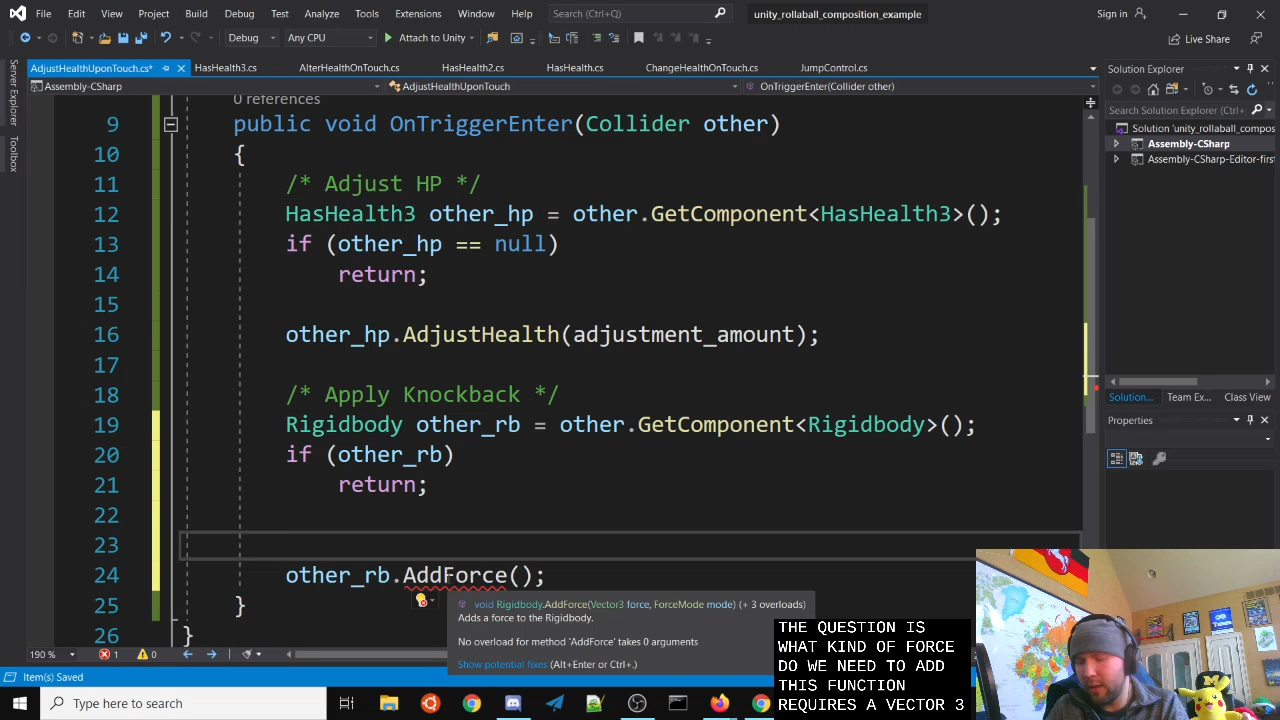 File Edit View Project Build Debug Test Analyze Tools Extensions Window Help Search (Ctrl+Q) unity_rollaball_composition_example Sign in
Debug Any CPU Attach to Unity Live Share
AdjustHealthUponTouch.cs* HasHealth3.cs AlterHealthOnTouch.cs HasHealth2.cs HasHealth.cs ChangeHealthOnTouch.cs JumpControl.cs
Assembly-CSharp AdjustHealthUponTouch OnTriggerEnter(Collider other)
Server Explorer
Toolbox
0 references
9 public void OnTriggerEnter(Collider other)
10 {
11 /* Adjust HP */
12 HasHealth3 other_hp = other.GetComponent<HasHealth3>();
13 if (other_hp == null)
14 return;
15
16 other_hp.AdjustHealth(adjustment_amount);
17
18 /* Apply Knockback */
19 Rigidbody other_rb = other.GetComponent<Rigidbody>();
20 if (other_rb)
21 return;
22
23
24 other_rb.AddForce();
25 }
26 }
void Rigidbody.AddForce(Vector3 force, ForceMode mode) (+ 3 overloads)
Adds a force to the Rigidbody.
No overload for method 'AddForce' takes 0 arguments
Show potential fixes (Alt+Enter or Ctrl+.)
190 % 1 0
Item(s) Saved
Solution Explorer
Search Solution Explorer (Ctrl+
Solution 'unity_rollaball_compos
Assembly-CSharp
Assembly-CSharp-Editor-firs
Solution... Team Ex... Class View
Properties
THE QUESTION IS
WHAT KIND OF FORCE
DO WE NEED TO ADD
THIS FUNCTION
REQUIRES A VECTOR 3
Type here to search